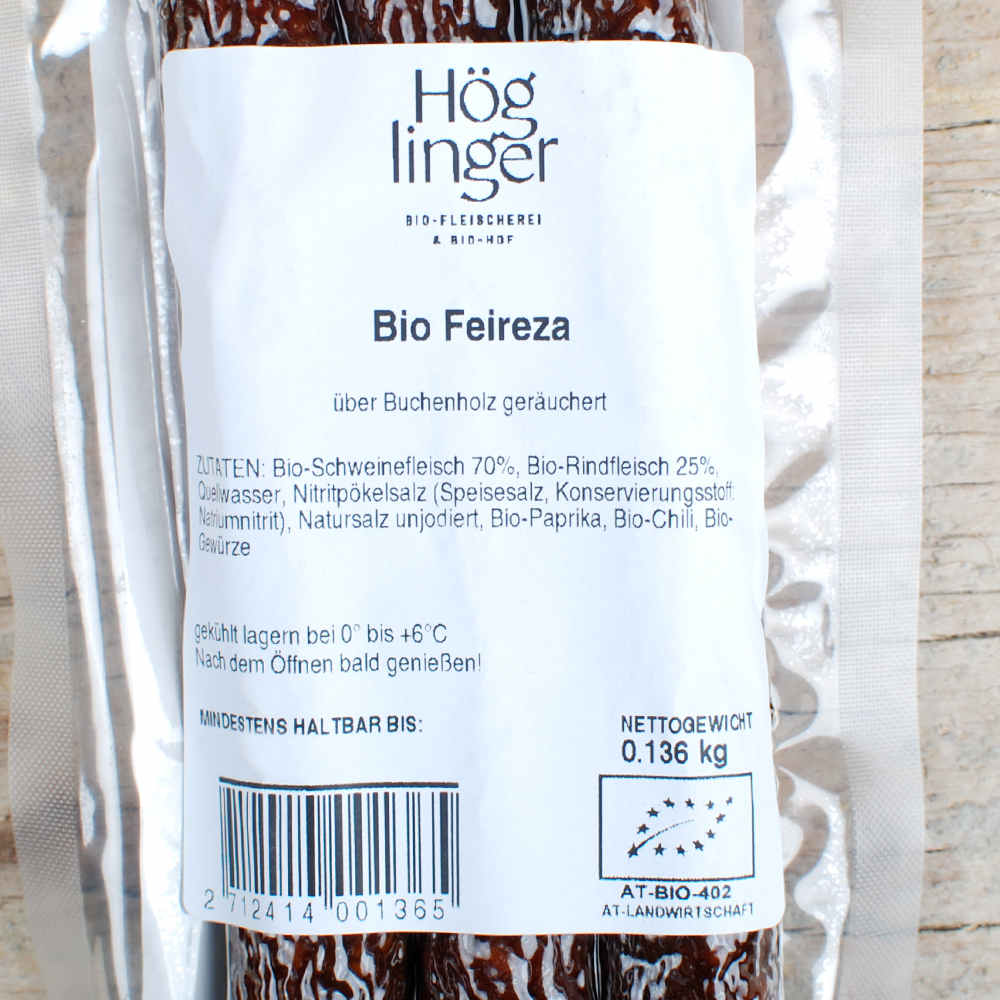 Hög
linger
BIO-FLEISCHEREI
& BIO-HOF
Bio Feireza
über Buchenholz geräuchert
ZUTATEN: Bio-Schweinefleisch 70%, Bio-Rindfleisch 25%,
Quellwasser, Nitritpökelsalz (Speisesalz, Konservierungsstoff:
Natriumnitrit), Natursalz unjodiert, Bio-Paprika, Bio-Chili, Bio-
Gewürze
gekühlt lagern bei 0° bis +6°C
Nach dem Öffnen bald genießen!
MINDESTENS HALTBAR BIS:
NETTOGEWICHT
0.136 kg
2 712414 001365
AT-BIO-402
AT-LANDWIRTSCHAFT